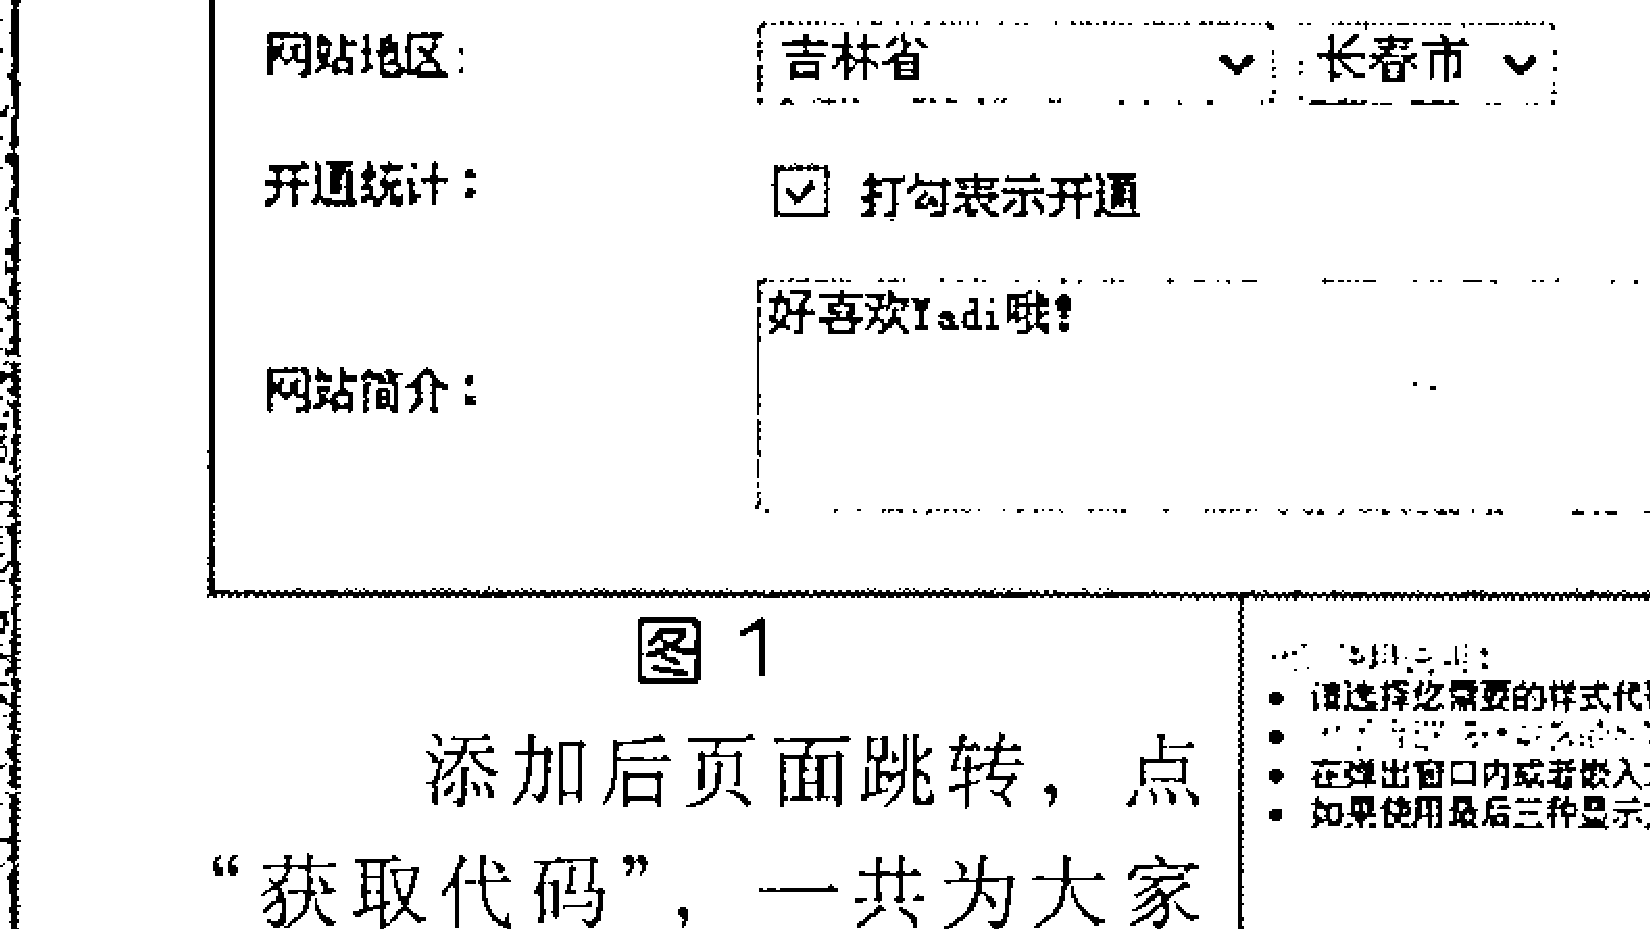 网站地区: 吉林省 长春市
开通统计: 打勾表示开通
好喜欢Yadi哦!
网站简介:
图 1
添加后页面跳转，点
“获取代码”，一共为大家
请选择您需要的样式代
在弹出窗口内或者嵌入
如果使用最后三种显示